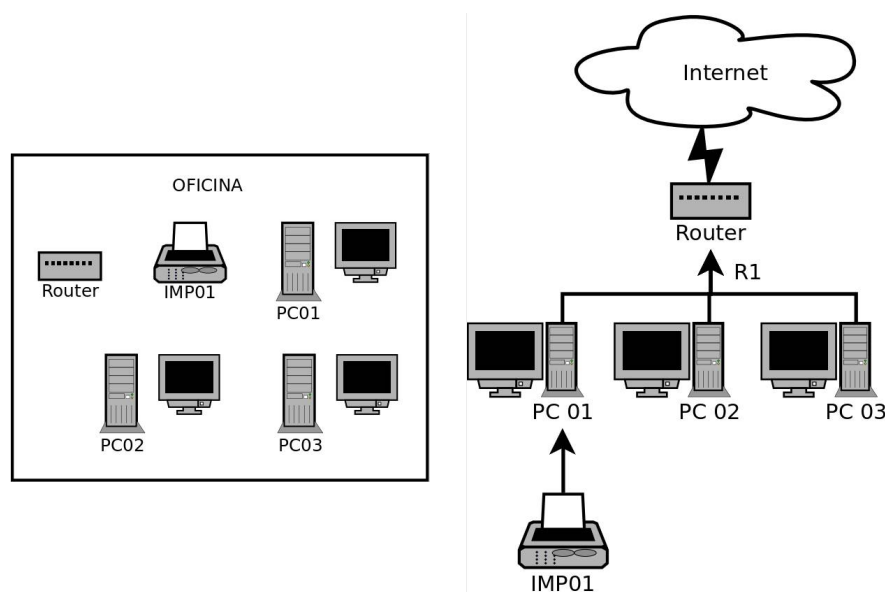 OFICINA
Router
IMP01
PC01
PC02
PC03
Internet
Router
R1
PC 01
PC 02
PC 03
IMP01